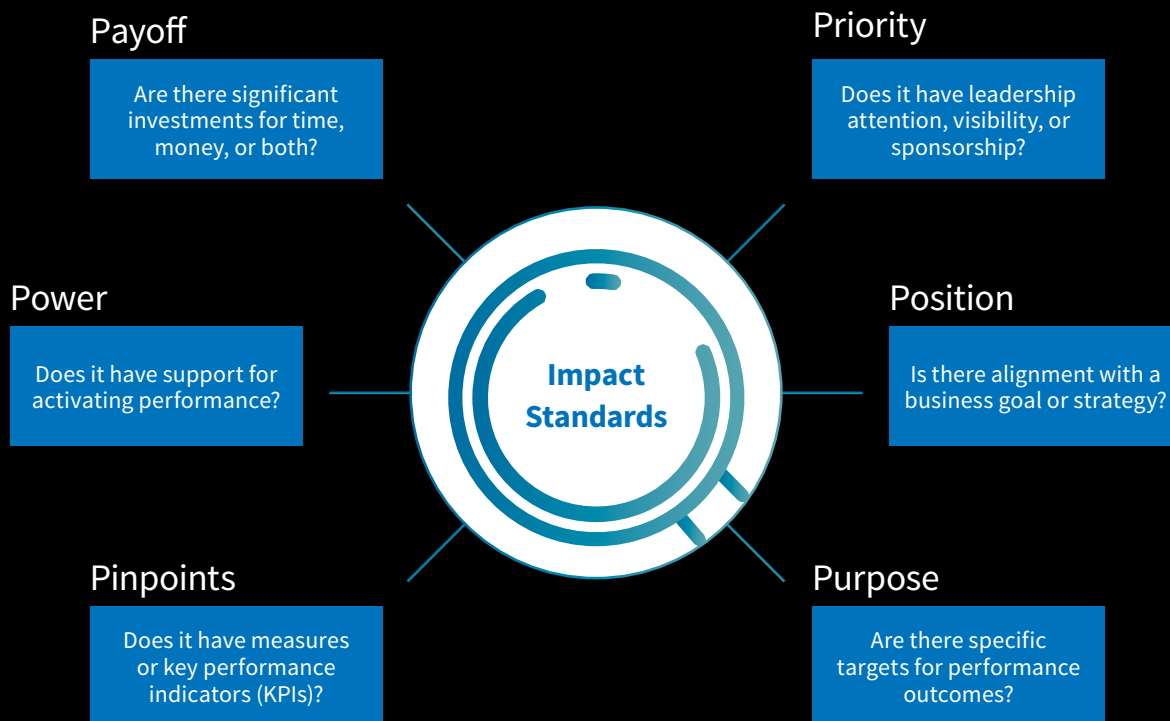 Payoff
Are there significant
investments for time,
money, or both?
Priority
Does it have leadership
attention, visibility, or
sponsorship?
Power
Does it have support for
activating performance?
Impact
Standards
Position
Is there alignment with a
business goal or strategy?
Pinpoints
Does it have measures
or key performance
indicators (KPIs)?
Purpose
Are there specific
targets for performance
outcomes?